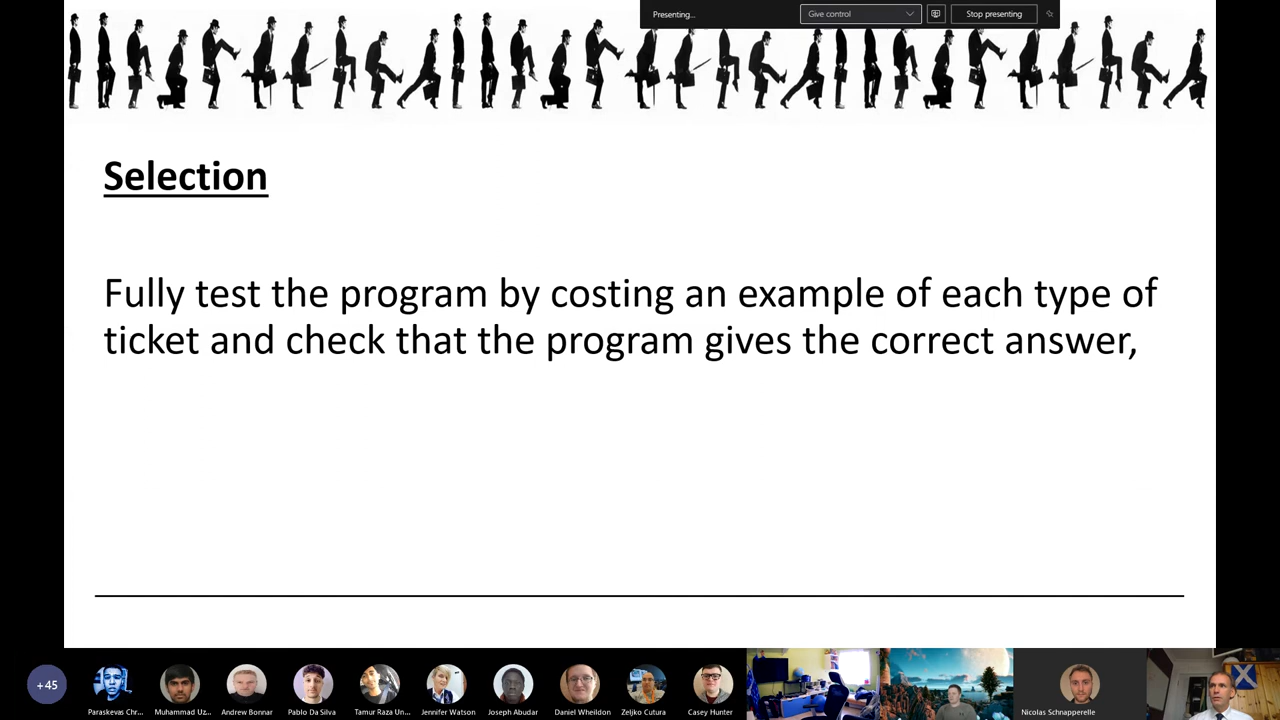 Presenting...
Give control
Stop presenting
Selection
Fully test the program by costing an example of each type of
ticket and check that the program gives the correct answer,
+45
Paraskevas Chr...
Muhammad Uz...
Andrew Bonnar
Pablo Da Silva
Tamur Raza Un...
Jennifer Watson
Joseph Abudar
Daniel Wheildon
Zeljko Cutura
Casey Hunter
Nicolas Schnapperelle